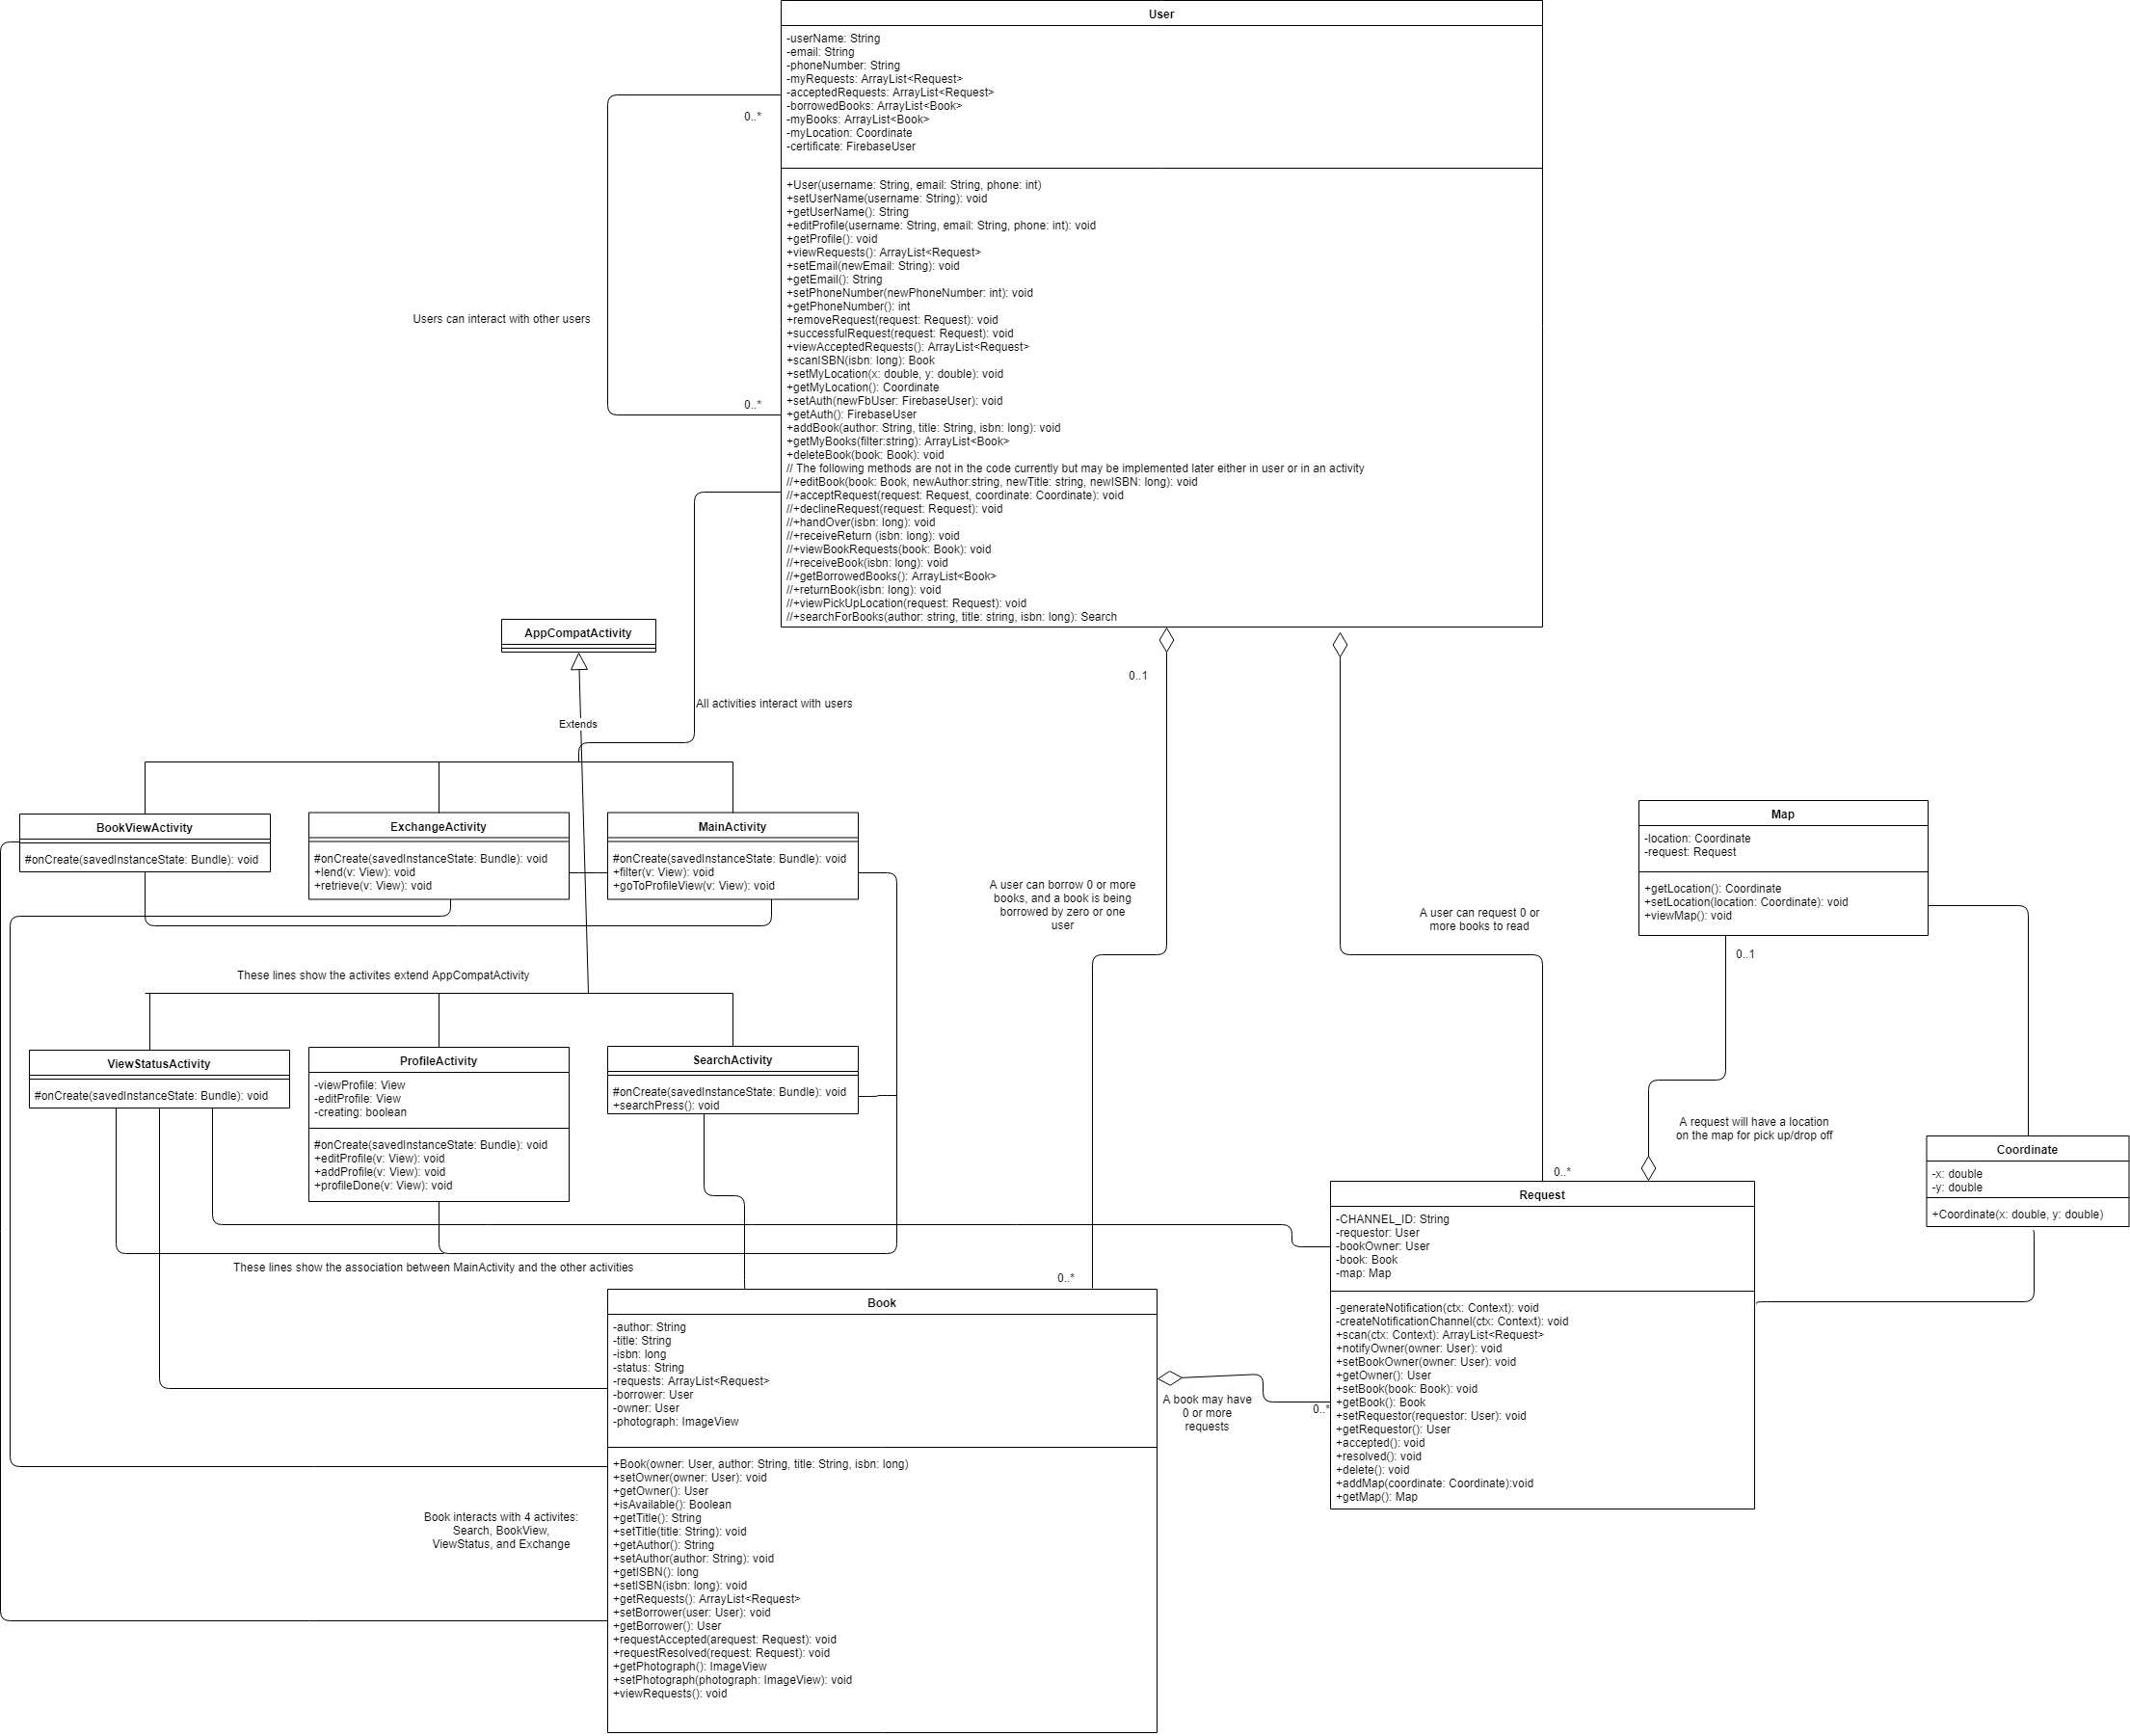 User
-userName: String
-email: String
-phoneNumber: String
-myRequests: ArrayList<Request>
-acceptedRequests: ArrayList<Request>
-borrowedBooks: ArrayList<Book>
-myBooks: ArrayList<Book>
-myLocation: Coordinate
-certificate: FirebaseUser
+User(username: String, email: String, phone: int)
+setUserName(username: String): void
+getUserName(): String
+editProfile(username: String, email: String, phone: int): void
+getProfile(): void
+viewRequests(): ArrayList<Request>
+setEmail(newEmail: String): void
+getEmail(): String
+setPhoneNumber(newPhoneNumber: int): void
+getPhoneNumber(): int
+removeRequest(request: Request): void
+successfulRequest(request: Request): void
+viewAcceptedRequests(): ArrayList<Request>
+scanISBN(isbn: long): Book
+setMyLocation(x: double, y: double): void
+getMyLocation(): Coordinate
+setAuth(newFbUser: FirebaseUser): void
+getAuth(): FirebaseUser
+addBook(author: String, title: String, isbn: long): void
+getMyBooks(filter:string): ArrayList<Book>
+deleteBook(book: Book): void
// The following methods are not in the code currently but may be implemented later either in user or in an activity
//+editBook(book: Book, newAuthor:string, newTitle: string, newISBN: long): void
//+acceptRequest(request: Request, coordinate: Coordinate): void
//+declineRequest(request: Request): void
//+handOver(isbn: long): void
//+receiveReturn (isbn: long): void
//+viewBookRequests(book: Book): void
//+receiveBook(isbn: long): void
//+getBorrowedBooks(): ArrayList<Book>
//+returnBook(isbn: long): void
//+viewPickUpLocation(request: Request): void
//+searchForBooks(author: string, title: string, isbn: long): Search
0..*
Users can interact with other users
0..*
AppCompatActivity
Extends
All activities interact with users
0..1
BookViewActivity
#onCreate(savedInstanceState: Bundle): void
ExchangeActivity
#onCreate(savedInstanceState: Bundle): void
+lend(v: View): void
+retrieve(v: View): void
MainActivity
#onCreate(savedInstanceState: Bundle): void
+filter(v: View): void
+goToProfileView(v: View): void
A user can borrow 0 or more
books, and a book is being
borrowed by zero or one
user
A user can request 0 or
more books to read
Map
-location: Coordinate
-request: Request
+getLocation(): Coordinate
+setLocation(location: Coordinate): void
+viewMap(): void
0..1
These lines show the activites extend AppCompatActivity
ViewStatusActivity
#onCreate(savedInstanceState: Bundle): void
ProfileActivity
-viewProfile: View
-editProfile: View
-creating: boolean
#onCreate(savedInstanceState: Bundle): void
+editProfile(v: View): void
+addProfile(v: View): void
+profileDone(v: View): void
SearchActivity
#onCreate(savedInstanceState: Bundle): void
+searchPress(): void
A request will have a location
on the map for pick up/drop off
Coordinate
-x: double
-y: double
+Coordinate(x: double, y: double)
0..*
Request
-CHANNEL_ID: String
-requestor: User
-bookOwner: User
-book: Book
-map: Map
-generateNotification(ctx: Context): void
-createNotificationChannel(ctx: Context): void
+scan(ctx: Context): ArrayList<Request>
+notifyOwner(owner: User): void
+setBookOwner(owner: User): void
+getOwner(): User
+setBook(book: Book): void
+getBook(): Book
+setRequestor(requestor: User): void
+getRequestor(): User
+accepted(): void
+resolved(): void
+delete(): void
+addMap(coordinate: Coordinate):void
+getMap(): Map
These lines show the association between MainActivity and the other activities
0..*
Book
-author: String
-title: String
-isbn: long
-status: String
-requests: ArrayList<Request>
-borrower: User
-owner: User
-photograph: ImageView
+Book(owner: User, author: String, title: String, isbn: long)
+setOwner(owner: User): void
+getOwner(): User
+isAvailable(): Boolean
+getTitle(): String
+setTitle(title: String): void
+getAuthor(): String
+setAuthor(author: String): void
+getISBN(): long
+setISBN(isbn: long): void
+getRequests(): ArrayList<Request>
+setBorrower(user: User): void
+getBorrower(): User
+requestAccepted(arequest: Request): void
+requestResolved(request: Request): void
+getPhotograph(): ImageView
+setPhotograph(photograph: ImageView): void
+viewRequests(): void
A book may have
0 or more
requests
0..*
Book interacts with 4 activites:
Search, BookView,
ViewStatus, and Exchange